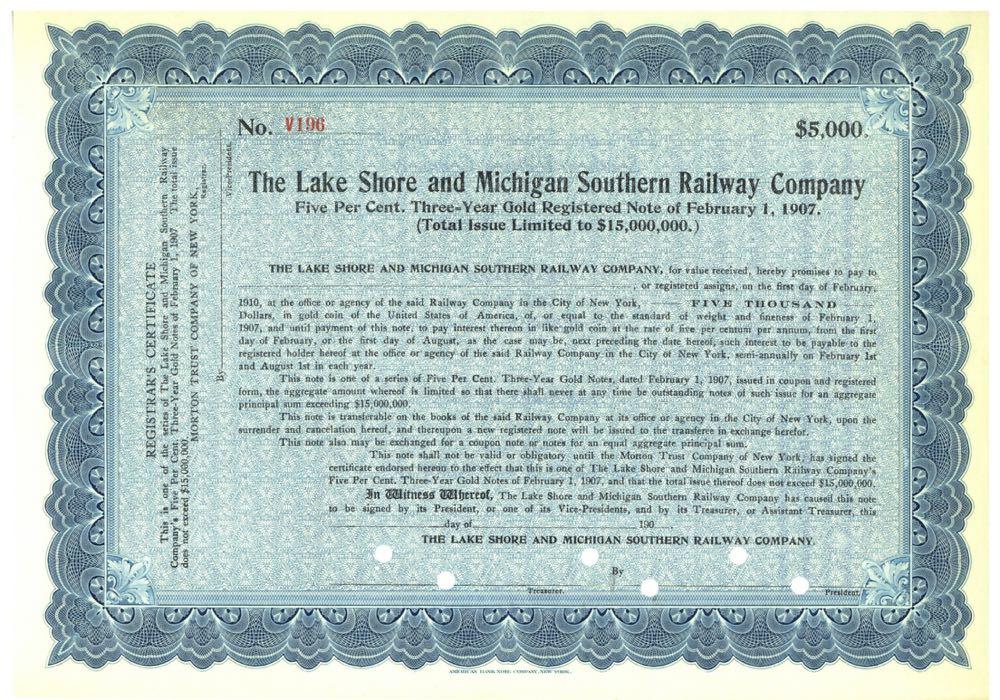 No. V196
$5,000.
The Lake Shore and Michigan Southern Railway Company
Five Per Cent. Three-Year Gold Registered Note of February 1, 1907.
(Total Issue Limited to $15,000,000.)
THE LAKE SHORE AND MICHIGAN SOUTHERN RAILWAY COMPANY, for value received, hereby promises to pay to
, or registered assigns, on the first day of February,
1910, at the office or agency of the said Railway Company in the City of New York, FIVE THOUSAND
Dollars, in gold coin of the United States of America, of, or equal to the standard of weight and fineness of February 1,
1907, and until payment of this note, to pay interest thereon in like gold coin at the rate of five per centum per annum, from the first
day of February, or the first day of August, as the case may be, next preceding the date hereof, such interest to be payable to the
registered holder hereof at the office or agency of the said Railway Company in the City of New York, semi-annually on February 1st
and August 1st in each year.
This note is one of a series of Five Per Cent. Three-Year Gold Notes, dated February 1, 1907, issued in coupon and registered
form, the aggregate amount whereof is limited so that there shall never at any time be outstanding notes of such issue for an aggregate
principal sum exceeding $15,000,000.
This note is transferable on the books of the said Railway Company at its office or agency in the City of New York, upon the
surrender and cancelation hereof, and thereupon a new registered note will be issued to the transferee in exchange herefor.
This note also may be exchanged for a coupon note or notes for an equal aggregate principal sum.
This note shall not be valid or obligatory until the Morton Trust Company of New York, has signed the
certificate endorsed hereon to the effect that this is one of The Lake Shore and Michigan Southern Railway Company's
Five Per Cent. Three-Year Gold Notes of February 1, 1907, and that the total issue thereof does not exceed $15,000,000.
In Witness Whereof, The Lake Shore and Michigan Southern Railway Company has caused this note
to be signed by its President, or one of its Vice-Presidents, and by its Treasurer, or Assistant Treasurer, this
day of 190
THE LAKE SHORE AND MICHIGAN SOUTHERN RAILWAY COMPANY.
By
Treasurer.
President.
REGISTRAR'S CERTIFICATE
This is one of the series of The Lake Shore and Michigan Southern Railway
Company's Five Per Cent. Three-Year Gold Notes of February 1, 1907 The total issue
does not exceed $15,000,000.
MORTON TRUST COMPANY OF NEW YORK,
Registrar.
By
Vice-President.
AMERICAN BANK NOTE COMPANY, NEW YORK.